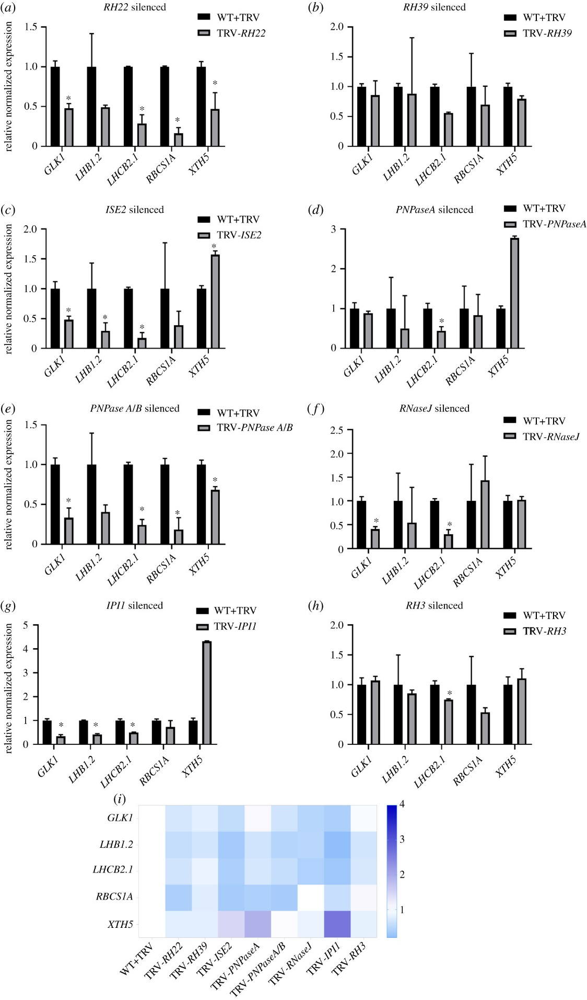 (a)
RH22 silenced
WT+TRV
TRV-RH22
relative normalized expression
1.5
1.0
0.5
0
*
*
*
*
GLK1
LHB1.2
LHCB2.1
RBCS1A
XTH5
(b)
RH39 silenced
WT+TRV
TRV-RH39
2.0
1.5
1.0
0.5
0
GLK1
LHB1.2
LHCB2.1
RBCS1A
XTH5
(c)
ISE2 silenced
WT+TRV
TRV-ISE2
relative normalized expression
2.0
1.5
1.0
0.5
0
*
*
*
*
GLK1
LHB1.2
LHCB2.1
RBCS1A
XTH5
(d)
PNPaseA silenced
WT+TRV
TRV-PNPaseA
3
2
1
0
*
GLK1
LHB1.2
LHCB2.1
RBCS1A
XTH5
(e)
PNPase A/B silenced
WT+TRV
TRV-PNPase A/B
relative normalized expression
1.5
1.0
0.5
0
*
*
*
*
GLK1
LHB1.2
LHCB2.1
RBCS1A
XTH5
(f)
RNaseJ silenced
WT+TRV
TRV-RNaseJ
2.5
2.0
1.5
1.0
0.5
0
*
*
GLK1
LHB1.2
LHCB2.1
RBCS1A
XTH5
(g)
IPI1 silenced
WT+TRV
TRV-IPI1
relative normalized expression
5
4
3
2
1
0
*
*
*
GLK1
LHB1.2
LHCB2.1
RBCS1A
XTH5
(h)
RH3 silenced
WT+TRV
TRV-RH3
2.0
1.5
1.0
0.5
0
*
GLK1
LHB1.2
LHCB2.1
RBCS1A
XTH5
(i)
GLK1
LHB1.2
LHCB2.1
RBCS1A
XTH5
WT+TRV
TRV-RH22
TRV-RH39
TRV-ISE2
TRV-PNPaseA
TRV-PNPaseA/B
TRV-RNaseJ
TRV-IPI1
TRV-RH3
4
3
2
1